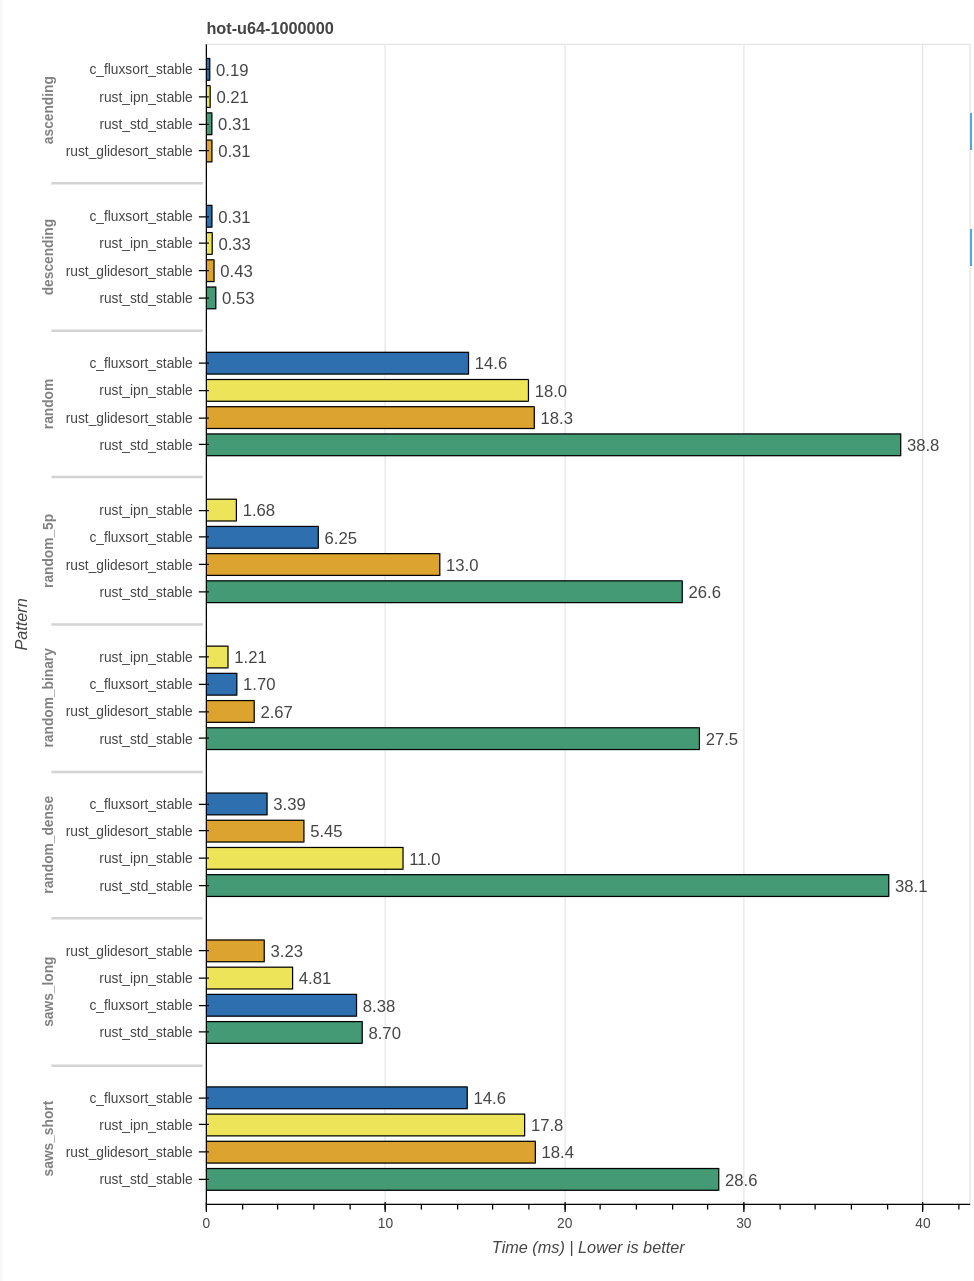 hot-u64-1000000
Pattern
ascending
c_fluxsort_stable 0.19
rust_ipn_stable 0.21
rust_std_stable 0.31
rust_glidesort_stable 0.31
descending
c_fluxsort_stable 0.31
rust_ipn_stable 0.33
rust_glidesort_stable 0.43
rust_std_stable 0.53
random
c_fluxsort_stable 14.6
rust_ipn_stable 18.0
rust_glidesort_stable 18.3
rust_std_stable 38.8
random_5p
rust_ipn_stable 1.68
c_fluxsort_stable 6.25
rust_glidesort_stable 13.0
rust_std_stable 26.6
random_binary
rust_ipn_stable 1.21
c_fluxsort_stable 1.70
rust_glidesort_stable 2.67
rust_std_stable 27.5
random_dense
c_fluxsort_stable 3.39
rust_glidesort_stable 5.45
rust_ipn_stable 11.0
rust_std_stable 38.1
saws_long
rust_glidesort_stable 3.23
rust_ipn_stable 4.81
c_fluxsort_stable 8.38
rust_std_stable 8.70
saws_short
c_fluxsort_stable 14.6
rust_ipn_stable 17.8
rust_glidesort_stable 18.4
rust_std_stable 28.6
0 10 20 30 40
Time (ms) | Lower is better